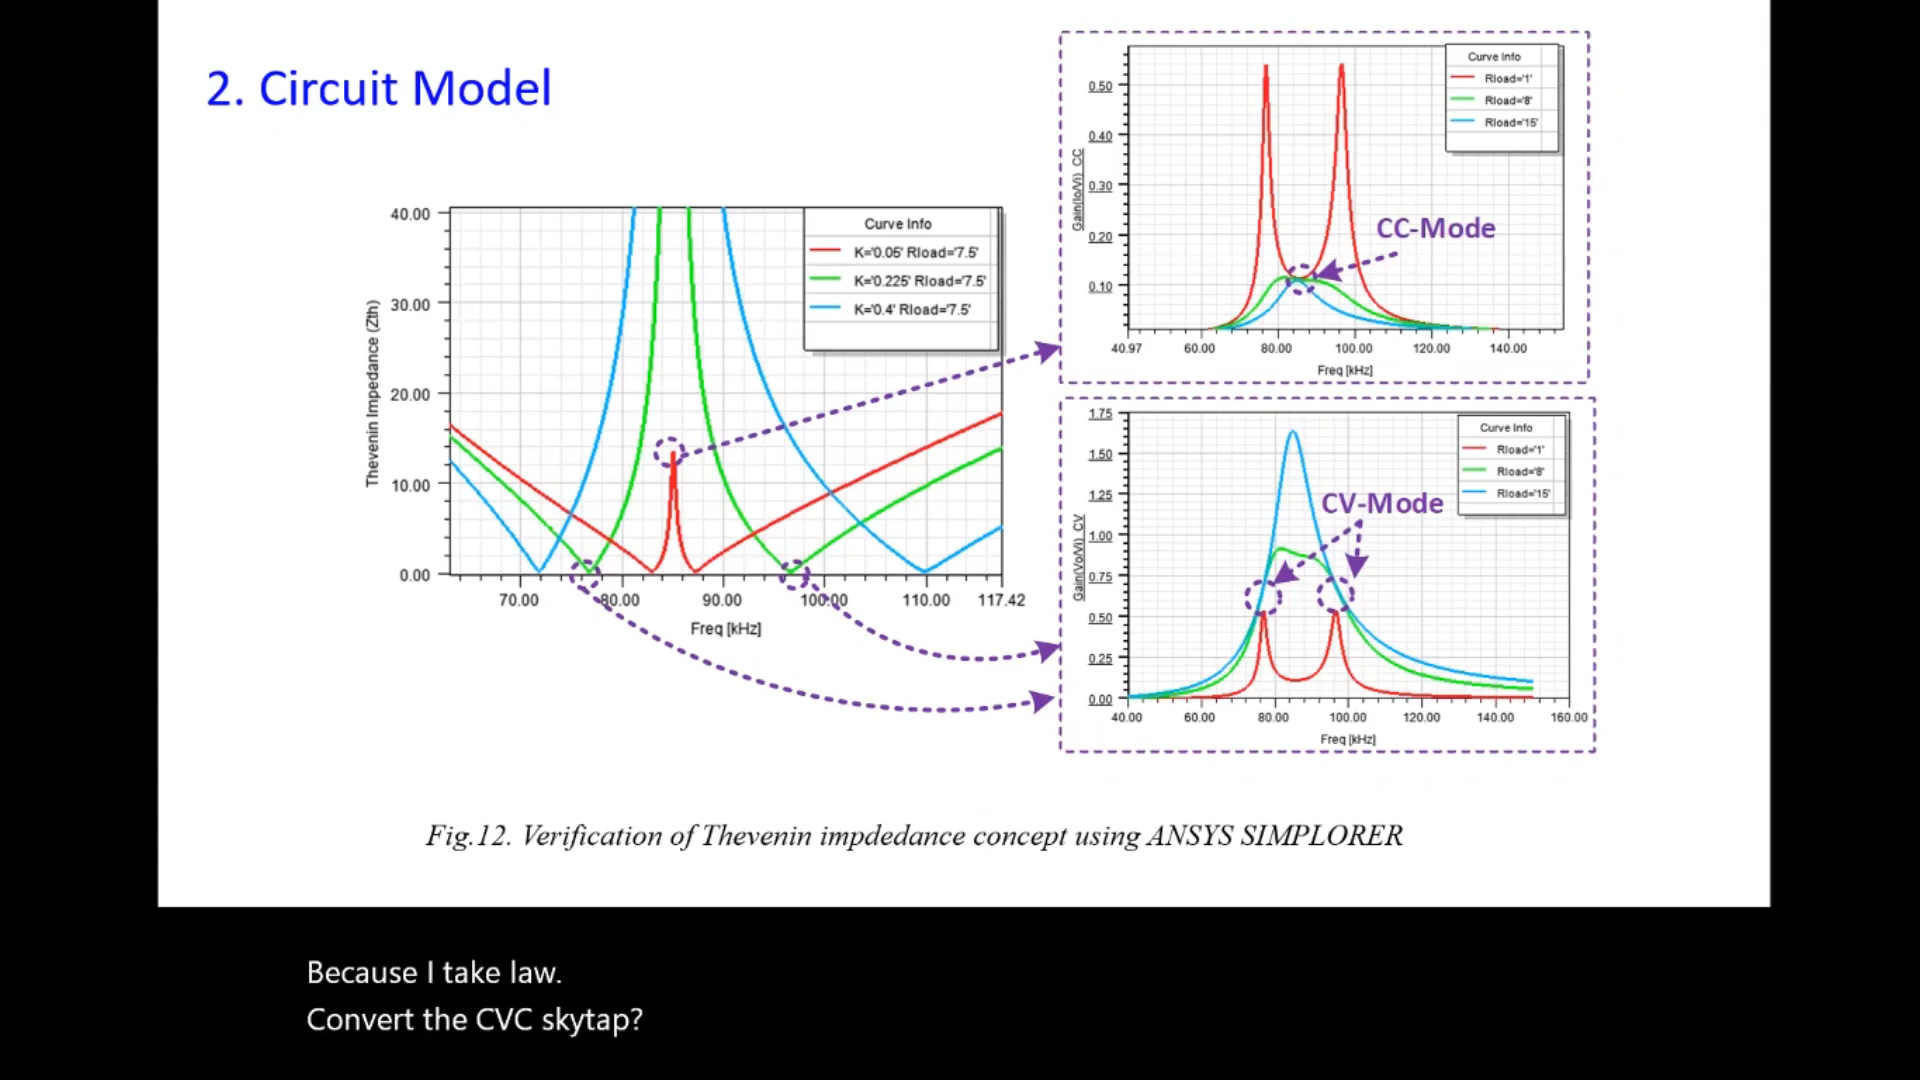 2. Circuit Model
40.00
30.00
20.00
10.00
0.00
Thevenin Impedance (Zth)
70.00 80.00 90.00 100.00 110.00 117.42
Freq [kHz]
Curve Info
K='0.05' Rload='7.5'
K='0.225' Rload='7.5'
K='0.4' Rload='7.5'
0.50
0.40
0.30
0.20
0.10
Gain(Io/Vi)_CC
40.97 60.00 80.00 100.00 120.00 140.00
Freq [kHz]
Curve Info
Rload='1'
Rload='8'
Rload='15'
CC-Mode
1.75
1.50
1.25
1.00
0.75
0.50
0.25
0.00
Gain(Vo/Vi)_CV
40.00 60.00 80.00 100.00 120.00 140.00 160.00
Freq [kHz]
Curve Info
Rload='1'
Rload='8'
Rload='15'
CV-Mode
Fig.12. Verification of Thevenin impdedance concept using ANSYS SIMPLORER
Because I take law.
Convert the CVC skytap?